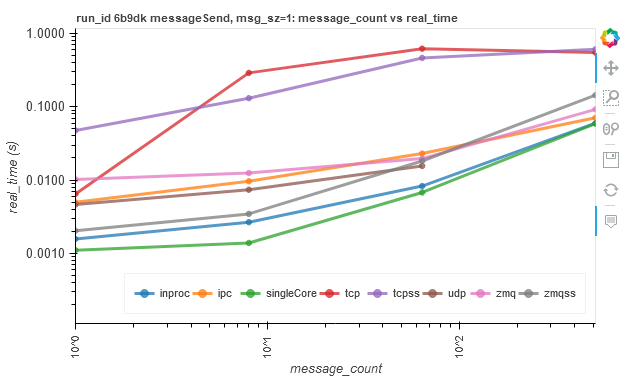 run_id 6b9dk messageSend, msg_sz=1: message_count vs real_time
1.0000
0.1000
0.0100
0.0010
real_time (s)
inproc ipc singleCore tcp tcpss udp zmq zmqss
10^0 10^1 10^2
message_count